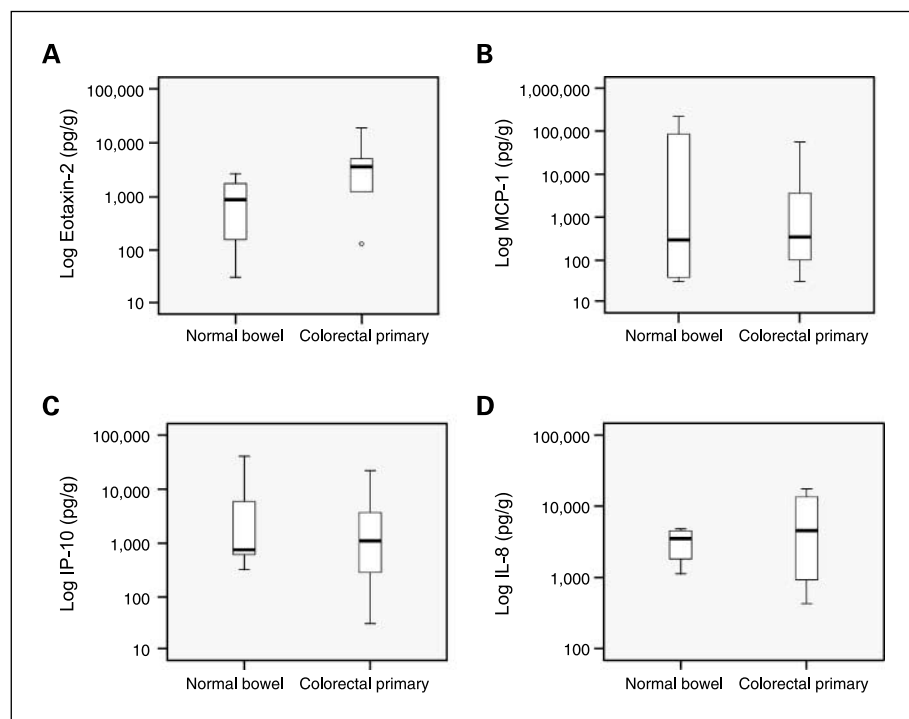 A
Log Eotaxin-2 (pg/g)
100,000
10,000
1,000
100
10
Normal bowel
Colorectal primary
B
Log MCP-1 (pg/g)
1,000,000
100,000
10,000
1,000
100
10
Normal bowel
Colorectal primary
C
Log IP-10 (pg/g)
100,000
10,000
1,000
100
10
Normal bowel
Colorectal primary
D
Log IL-8 (pg/g)
100,000
10,000
1,000
100
Normal bowel
Colorectal primary